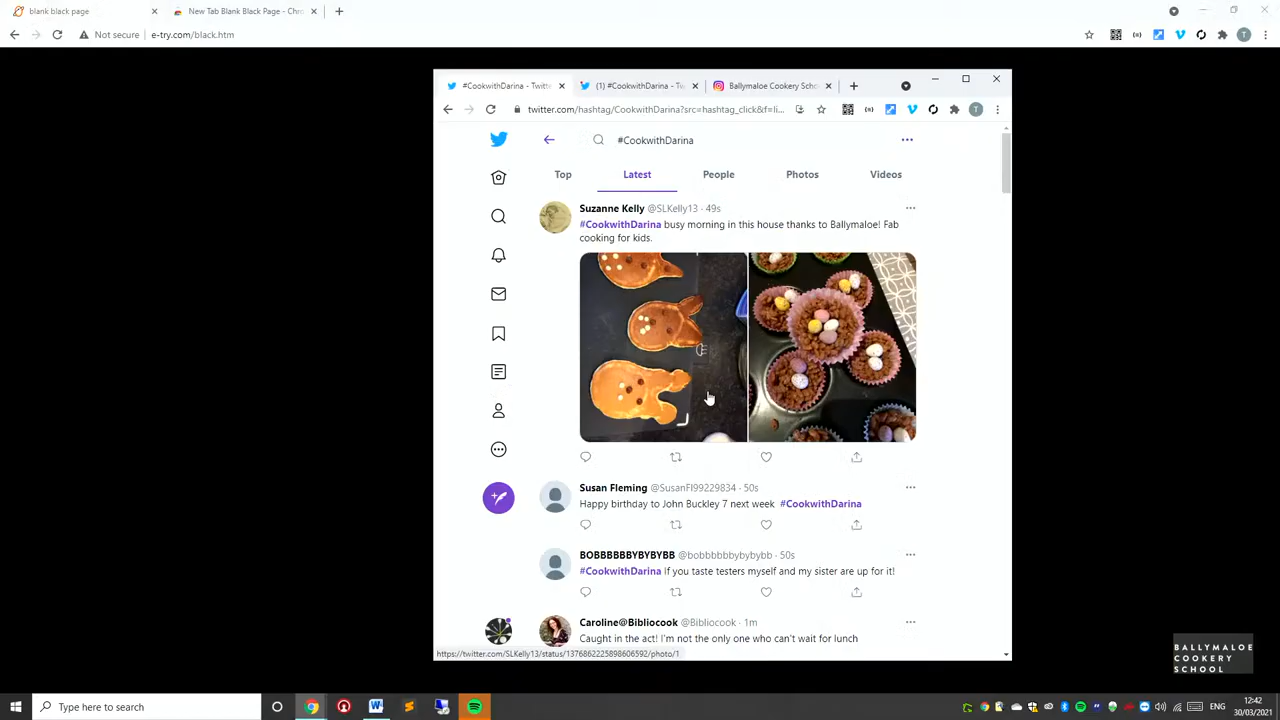 blank black page
New Tab Blank Black Page - Chro
Not secure
e-try.com/black.htm
T
#CookwithDarina - Twitte
(1) #CookwithDarina - Tw
Ballymaloe Cookery Scho
twitter.com/hashtag/CookwithDarina?src=hashtag_click&f=li...
T
#CookwithDarina
Top
Latest
People
Photos
Videos
Suzanne Kelly @SLKelly13 · 49s
#CookwithDarina busy morning in this house thanks to Ballymaloe! Fab
cooking for kids.
Susan Fleming @SusanFl99229834 · 50s
Happy birthday to John Buckley 7 next week #CookwithDarina
BOBBBBBBYBYBYBB @bobbbbbbybybybb · 50s
#CookwithDarina If you taste testers myself and my sister are up for it!
Caroline@Bibliocook @Bibliocook · 1m
Caught in the act! I'm not the only one who can't wait for lunch
https://twitter.com/SLKelly13/status/1376862225898606592/photo/1
BALLYMALOE
COOKERY
SCHOOL
Type here to search
12:42
ENG
30/03/2021